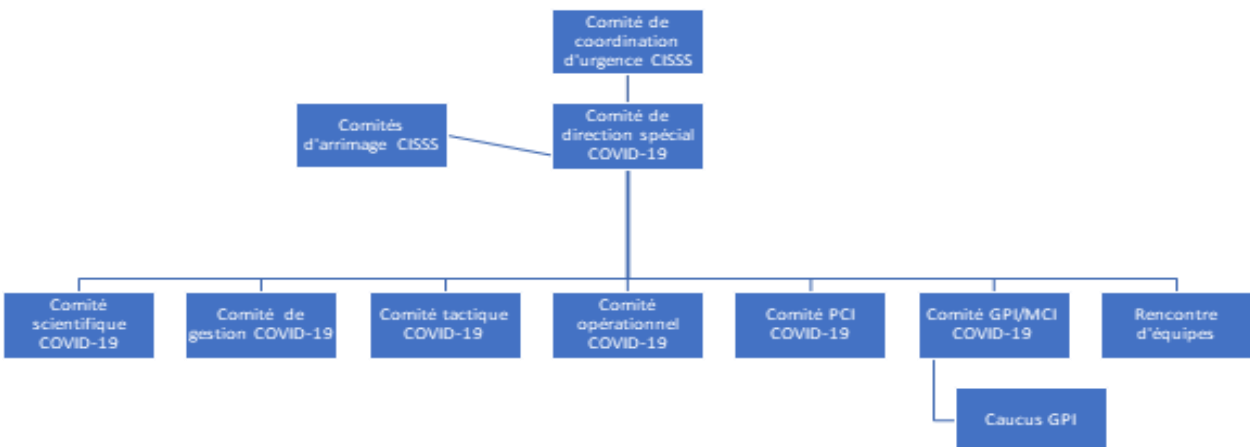 Comité de
coordination
d'urgence CISSS
Comités
d'arrimage CISSS
Comité de
direction spécial
COVID-19
Comité
scientifique
COVID-19
Comité de
gestion COVID-19
Comité tactique
COVID-19
Comité
opérationnel
COVID-19
Comité PCI
COVID-19
Comité GPI/MCI
COVID-19
Rencontre
d'équipes
Caucus GPI